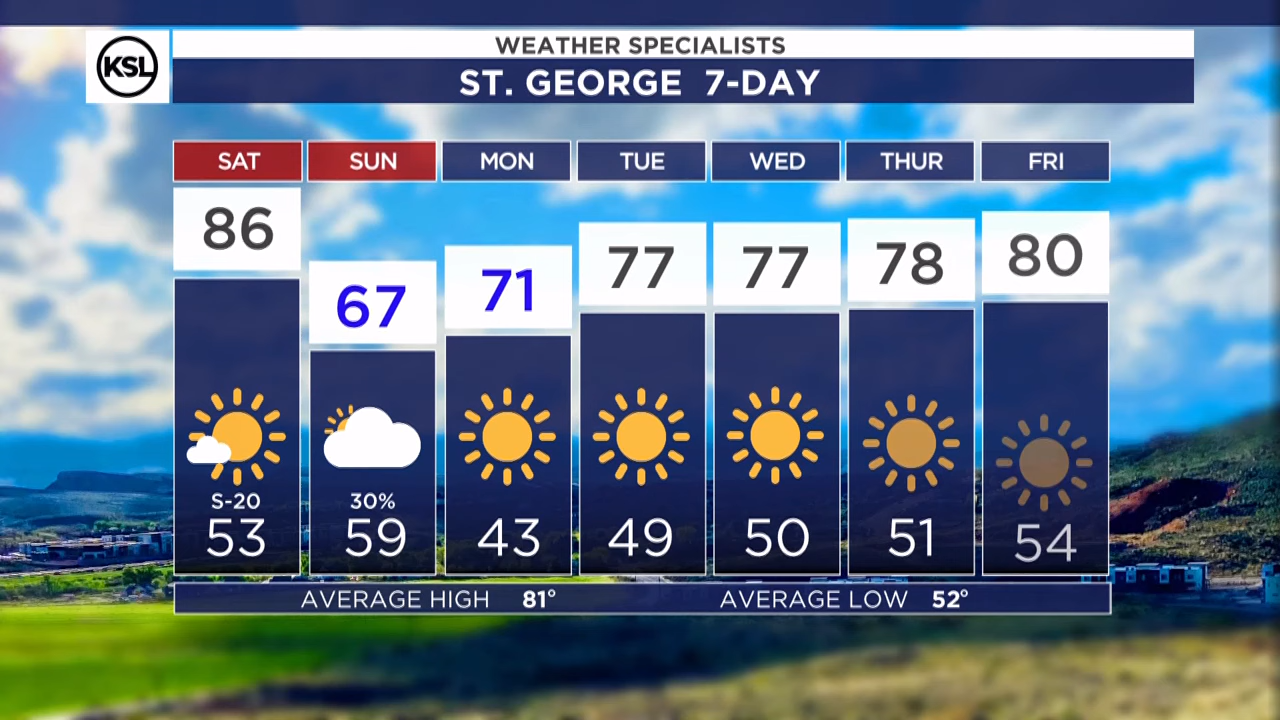 KSL
WEATHER SPECIALISTS
ST. GEORGE 7-DAY
SAT SUN MON TUE WED THUR FRI
86 67 71 77 77 78 80
S-20 30%
53 59 43 49 50 51 54
AVERAGE HIGH 81° AVERAGE LOW 52°